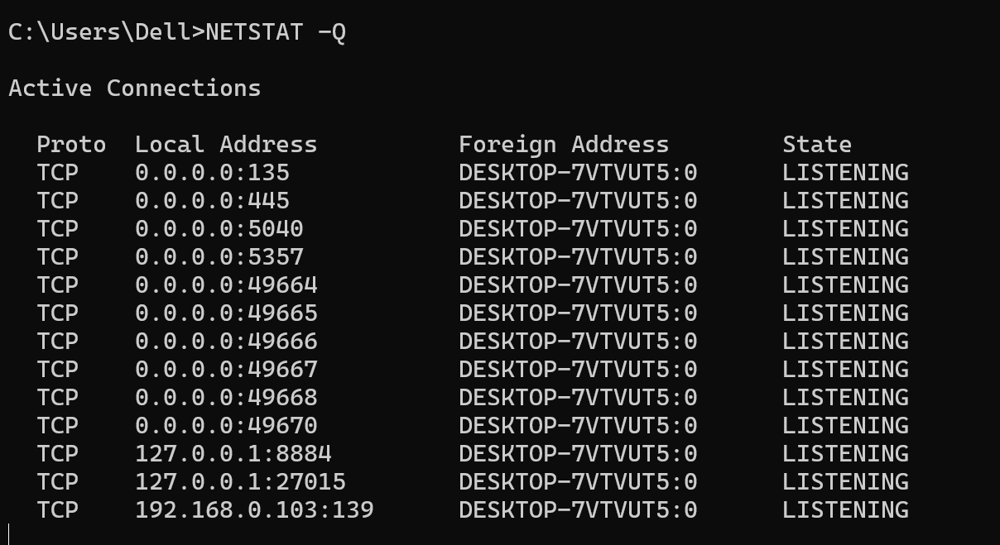 C:\Users\Dell>NETSTAT -Q
Active Connections
Proto  Local Address          Foreign Address        State
TCP    0.0.0.0:135            DESKTOP-7VTVUT5:0      LISTENING
TCP    0.0.0.0:445            DESKTOP-7VTVUT5:0      LISTENING
TCP    0.0.0.0:5040           DESKTOP-7VTVUT5:0      LISTENING
TCP    0.0.0.0:5357           DESKTOP-7VTVUT5:0      LISTENING
TCP    0.0.0.0:49664          DESKTOP-7VTVUT5:0      LISTENING
TCP    0.0.0.0:49665          DESKTOP-7VTVUT5:0      LISTENING
TCP    0.0.0.0:49666          DESKTOP-7VTVUT5:0      LISTENING
TCP    0.0.0.0:49667          DESKTOP-7VTVUT5:0      LISTENING
TCP    0.0.0.0:49668          DESKTOP-7VTVUT5:0      LISTENING
TCP    0.0.0.0:49670          DESKTOP-7VTVUT5:0      LISTENING
TCP    127.0.0.1:8884         DESKTOP-7VTVUT5:0      LISTENING
TCP    127.0.0.1:27015        DESKTOP-7VTVUT5:0      LISTENING
TCP    192.168.0.103:139      DESKTOP-7VTVUT5:0      LISTENING